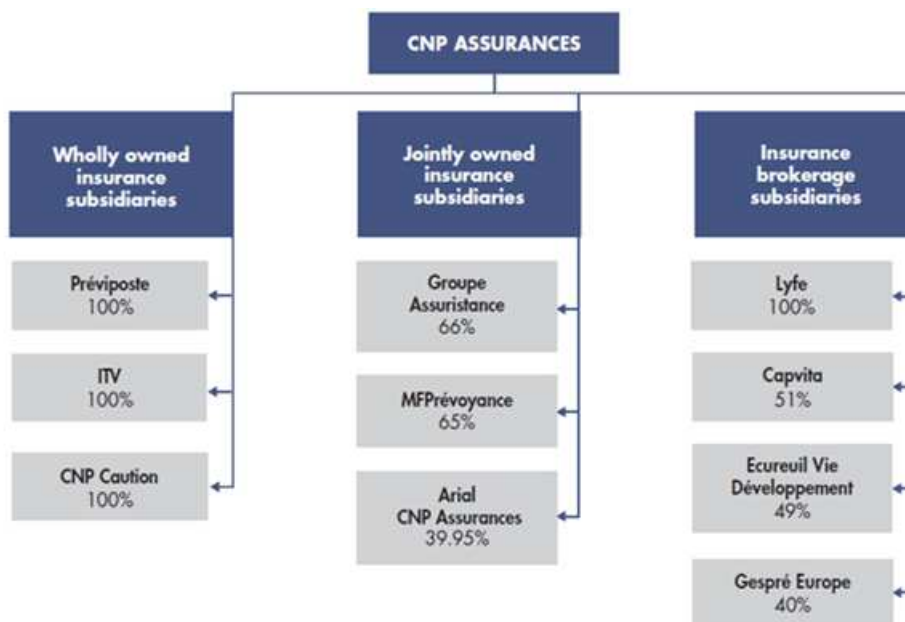 CNP ASSURANCES
Wholly owned
insurance
subsidiaries
Préviposte
100%
ITV
100%
CNP Caution
100%
Jointly owned
insurance
subsidiaries
Groupe
Assuristance
66%
MFPrévoyance
65%
Arial
CNP Assurances
39.95%
Insurance
brokerage
subsidiaries
Lyfe
100%
Capvita
51%
Ecureuil Vie
Développement
49%
Gespré Europe
40%